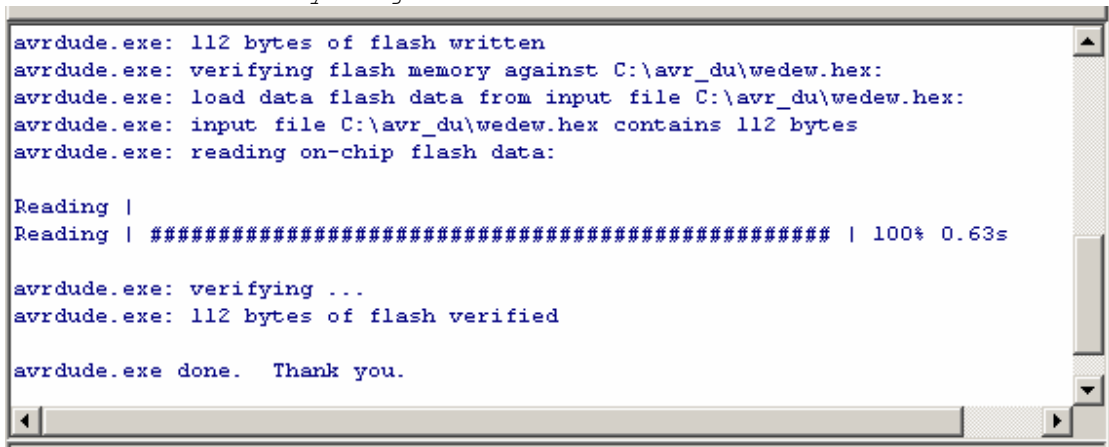 avrdude.exe: 112 bytes of flash written
avrdude.exe: verifying flash memory against C:\avr_du\wedew.hex:
avrdude.exe: load data flash data from input file C:\avr_du\wedew.hex:
avrdude.exe: input file C:\avr_du\wedew.hex contains 112 bytes
avrdude.exe: reading on-chip flash data:
Reading |
Reading | ################################################## | 100% 0.63s
avrdude.exe: verifying ...
avrdude.exe: 112 bytes of flash verified
avrdude.exe done.  Thank you.